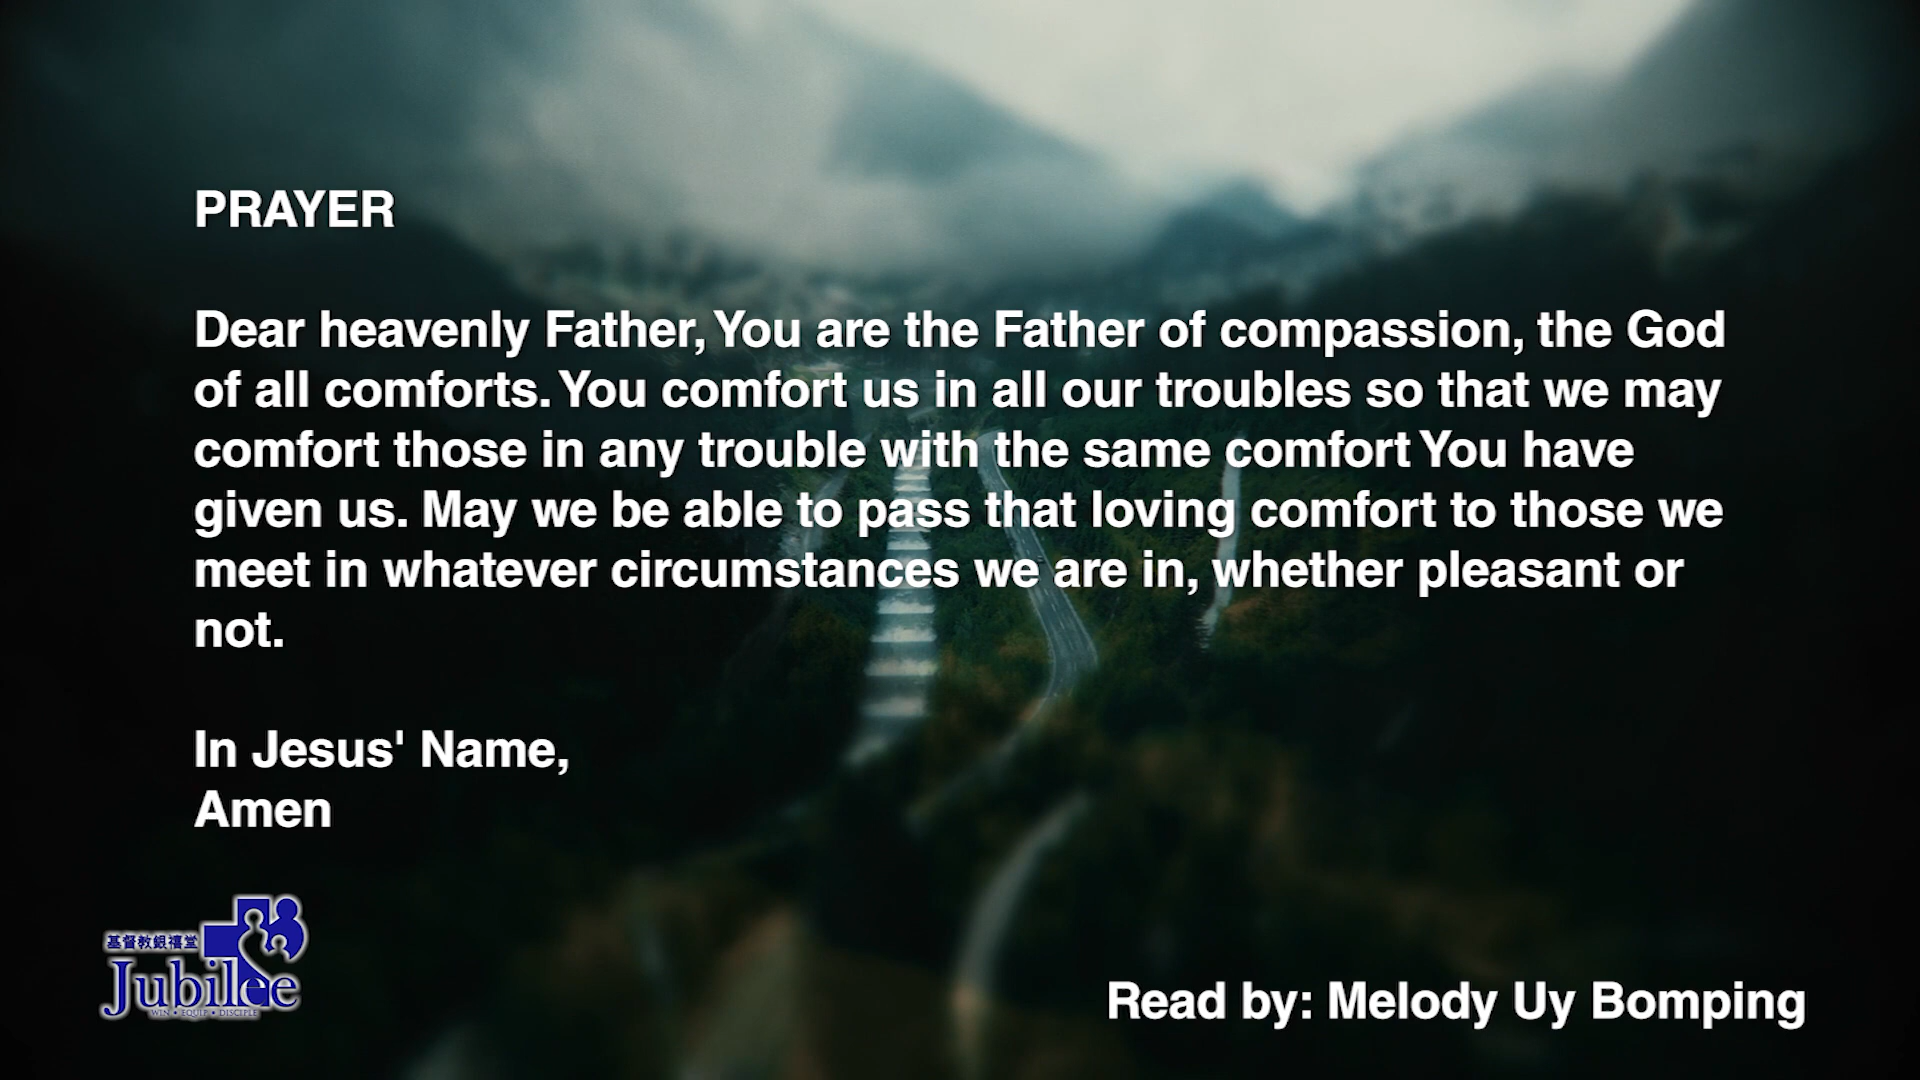 PRAYER
Dear heavenly Father, You are the Father of compassion, the God
of all comforts. You comfort us in all our troubles so that we may
comfort those in any trouble with the same comfort You have
given us. May we be able to pass that loving comfort to those we
meet in whatever circumstances we are in, whether pleasant or
not.
In Jesus' Name,
Amen
基督教銀禧堂
Jubilee
WIN • EQUIP • DISCIPLE
Read by: Melody Uy Bomping